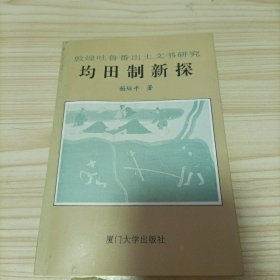 敦煌吐鲁番出土文书研究
均田制新探
杨际平 著
厦门大学出版社